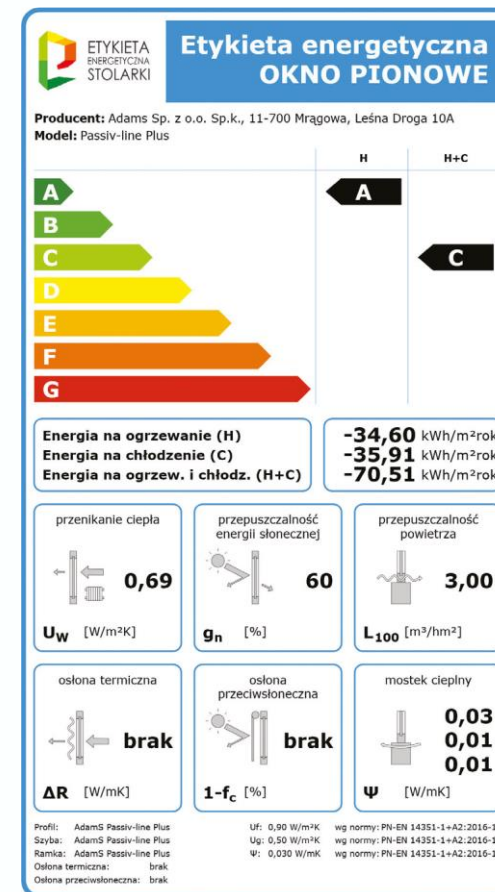 ETYKIETA
ENERGETYCZNA
STOLARKI
Etykieta energetyczna
OKNO PIONOWE
Producent: Adams Sp. z o.o. Sp.k., 11-700 Mrągowa, Leśna Droga 10A
Model: Passiv-line Plus
H H+C
A A
B
C C
D
E
F
G
Energia na ogrzewanie (H) -34,60 kWh/m²rok
Energia na chłodzenie (C) -35,91 kWh/m²rok
Energia na ogrzew. i chłodz. (H+C) -70,51 kWh/m²rok
przenikanie ciepła
0,69
Uw [W/m²K]
przepuszczalność
energii słonecznej
60
gn [%]
przepuszczalność
powietrza
3,00
L100 [m³/hm²]
osłona termiczna
brak
ΔR [W/mK]
osłona
przeciwsłoneczna
brak
1-fc [%]
mostek cieplny
0,03
0,01
0,01
Ψ [W/mK]
Profil: AdamS Passiv-line Plus Uf: 0,90 W/m²K wg normy: PN-EN 14351-1+A2:2016-1
Szyba: AdamS Passiv-line Plus Ug: 0,50 W/m²K wg normy: PN-EN 14351-1+A2:2016-1
Ramka: AdamS Passiv-line Plus Ψ: 0,030 W/mK wg normy: PN-EN 14351-1+A2:2016-1
Osłona termiczna: brak
Osłona przeciwsłoneczna: brak